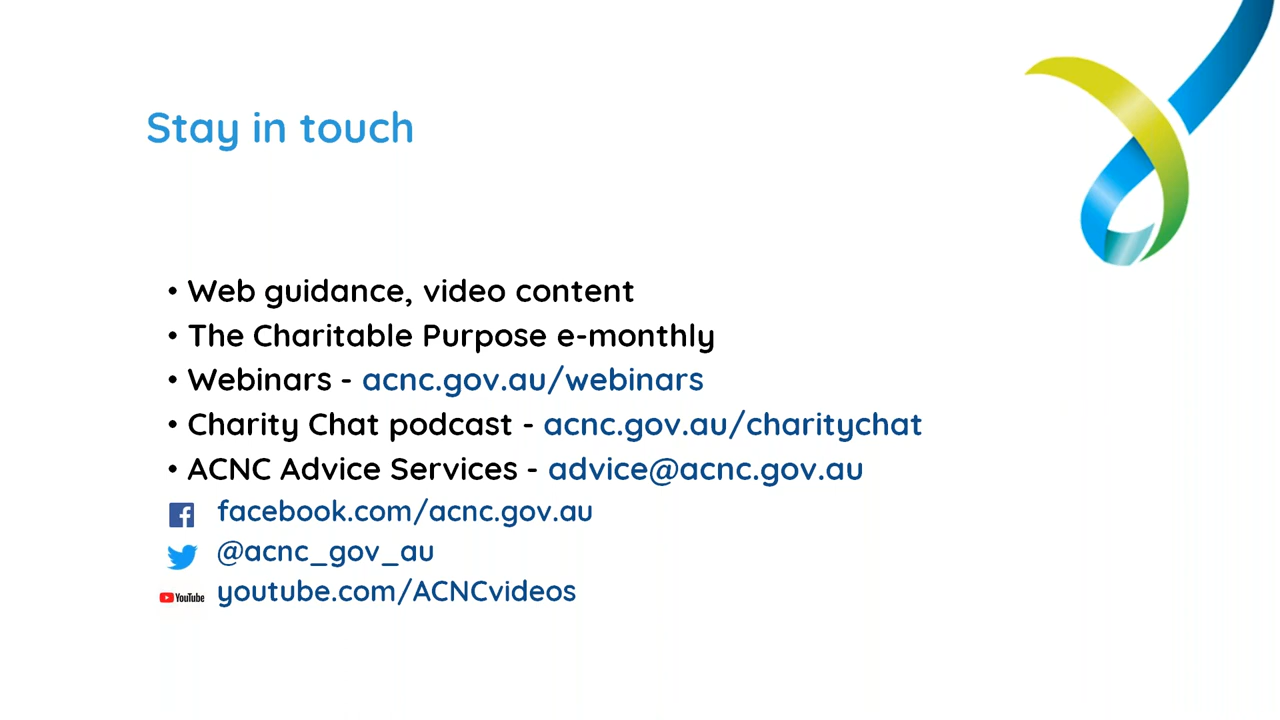 Stay in touch
• Web guidance, video content
• The Charitable Purpose e-monthly
• Webinars - acnc.gov.au/webinars
• Charity Chat podcast - acnc.gov.au/charitychat
• ACNC Advice Services - advice@acnc.gov.au
facebook.com/acnc.gov.au
@acnc_gov_au
YouTube youtube.com/ACNCvideos